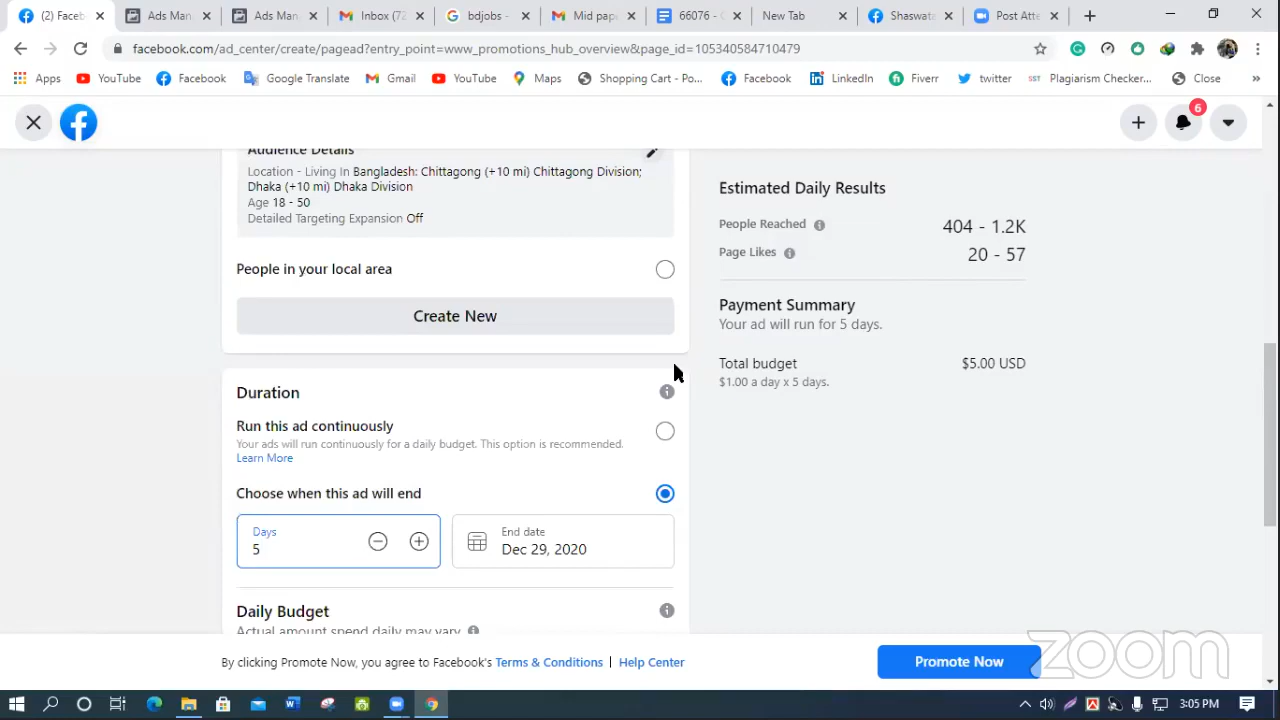 (2) Faceb
Ads Man
Ads Man
Inbox (77
bdjobs -
Mid pape
66076 - C
New Tab
Shaswata
Post Atte
facebook.com/ad_center/create/pagead?entry_point=www_promotions_hub_overview&page_id=105340584710479
Apps
YouTube
Facebook
Google Translate
Gmail
YouTube
Maps
Shopping Cart - Po...
Facebook
LinkedIn
Fiverr
twitter
Plagiarism Checker...
Close
»
6
Audience Details
Location - Living In Bangladesh: Chittagong (+10 mi) Chittagong Division;
Dhaka (+10 mi) Dhaka Division
Age 18 - 50
Detailed Targeting Expansion Off
People in your local area
Create New
Duration
Run this ad continuously
Your ads will run continuously for a daily budget. This option is recommended.
Learn More
Choose when this ad will end
Days
5
End date
Dec 29, 2020
Daily Budget
Actual amount spend daily may vary.
Estimated Daily Results
People Reached 404 - 1.2K
Page Likes 20 - 57
Payment Summary
Your ad will run for 5 days.
Total budget $5.00 USD
$1.00 a day x 5 days.
By clicking Promote Now, you agree to Facebook's Terms & Conditions | Help Center
Promote Now
zoom
3:05 PM